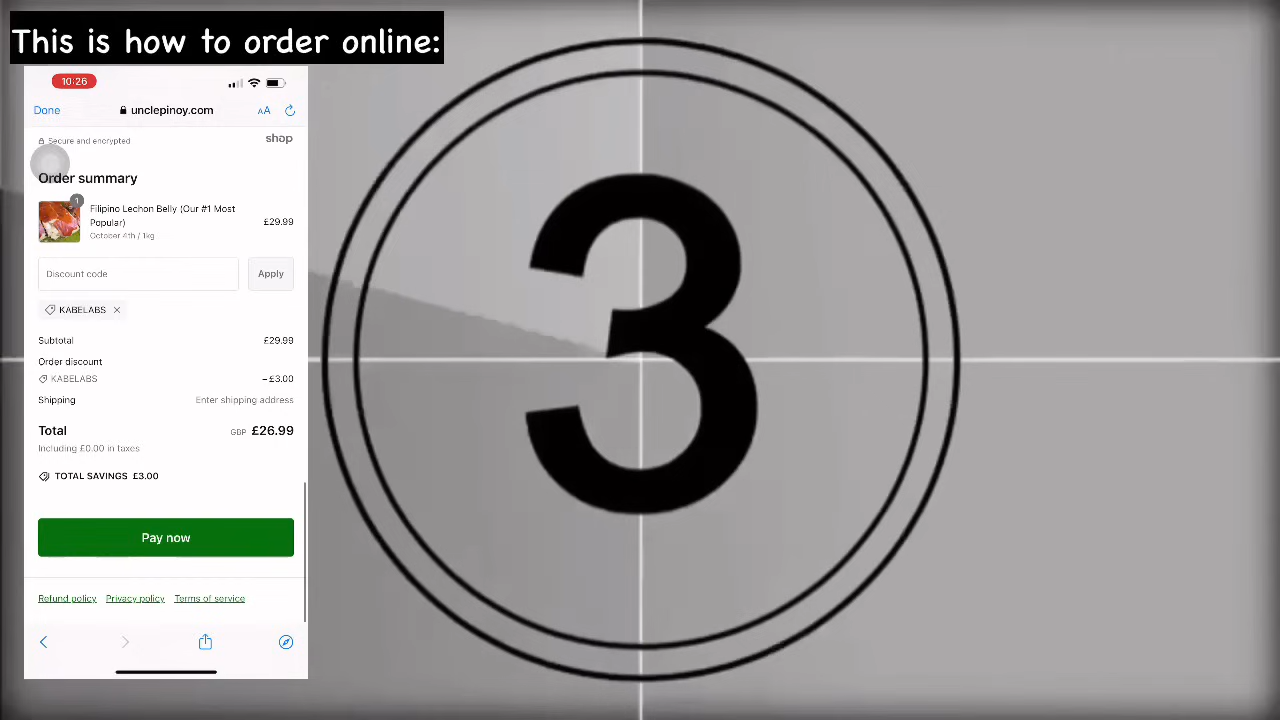 This is how to order online:
10:26
Done
unclepinoy.com
AA
Secure and encrypted
shop
Order summary
1
Filipino Lechon Belly (Our #1 Most
Popular)
£29.99
October 4th / 1kg
Discount code
Apply
KABELABS
Subtotal
£29.99
Order discount
KABELABS
−£3.00
Shipping
Enter shipping address
Total
GBP £26.99
Including £0.00 in taxes
TOTAL SAVINGS £3.00
Pay now
Refund policy Privacy policy Terms of service
3